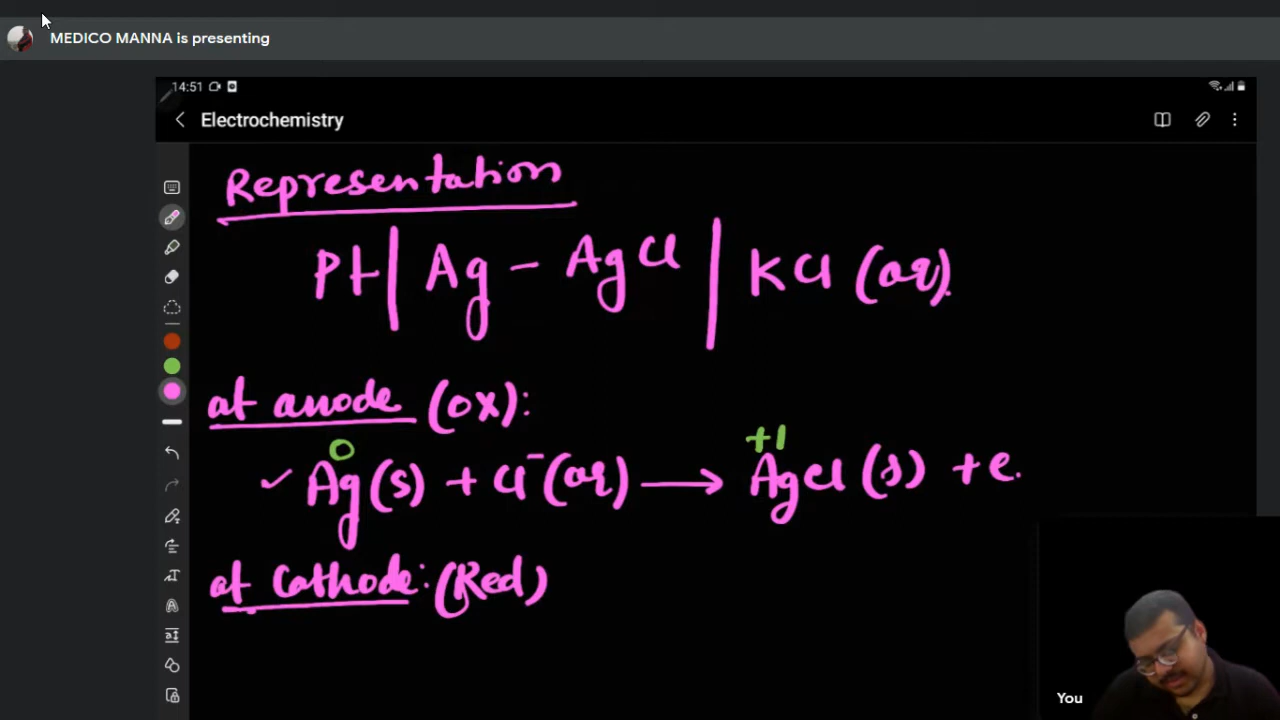 MEDICO MANNA is presenting
14:51
Electrochemistry
Representation
Pt | Ag - AgCl | KCl (aq).
at anode (ox):
0 +1
✓ Ag(s) + Cl⁻(aq) ⟶ AgCl (s) + e.
at Cathode: (Red)
You